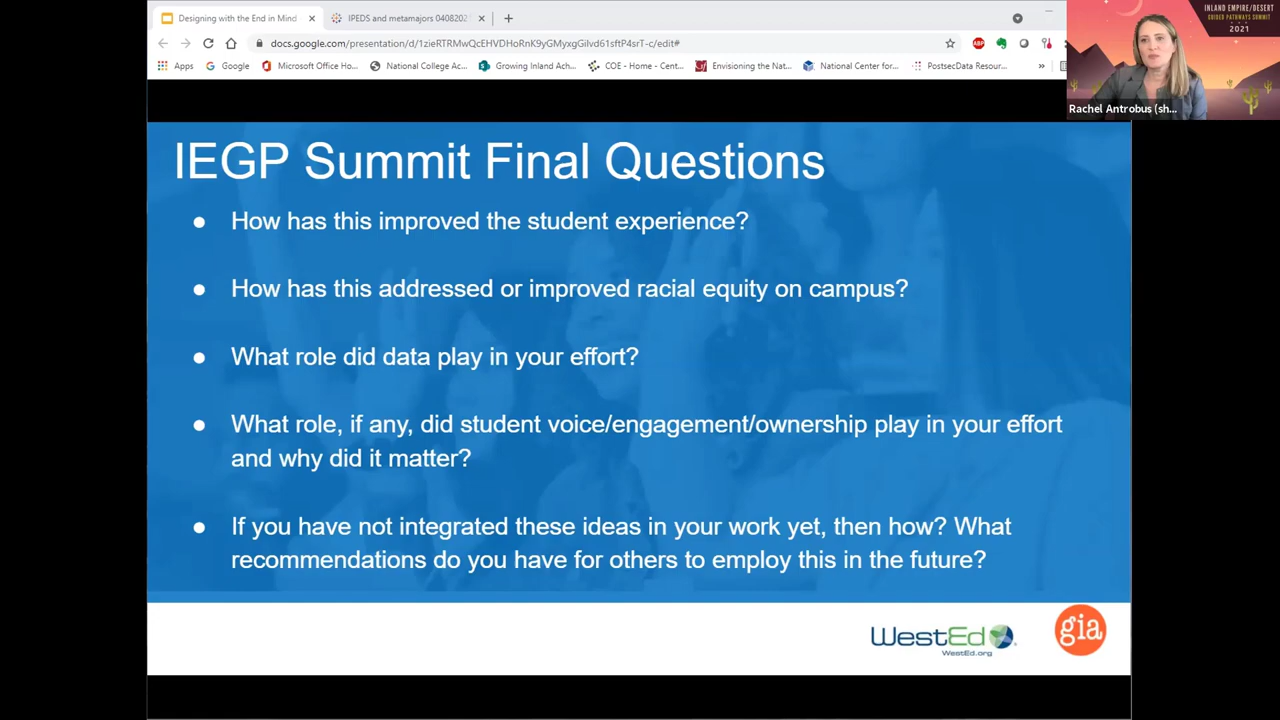 Designing with the End in Mind
IPEDS and metamajors 0408202
docs.google.com/presentation/d/1zieRTRMwQcEHVDHoRnK9yGMyxgGilvd61sftP4srT-c/edit#
Apps
Google
Microsoft Office Ho...
National College Ac...
Growing Inland Ach...
COE - Home - Cent...
Envisioning the Nat...
National Center for...
PostsecData Resour...
»
ABP
INLAND EMPIRE/DESERT
GUIDED PATHWAYS SUMMIT
2021
Rachel Antrobus (sh...
IEGP Summit Final Questions
● How has this improved the student experience?
● How has this addressed or improved racial equity on campus?
● What role did data play in your effort?
● What role, if any, did student voice/engagement/ownership play in your effort
and why did it matter?
● If you have not integrated these ideas in your work yet, then how? What
recommendations do you have for others to employ this in the future?
WestEd
WestEd.org
gia